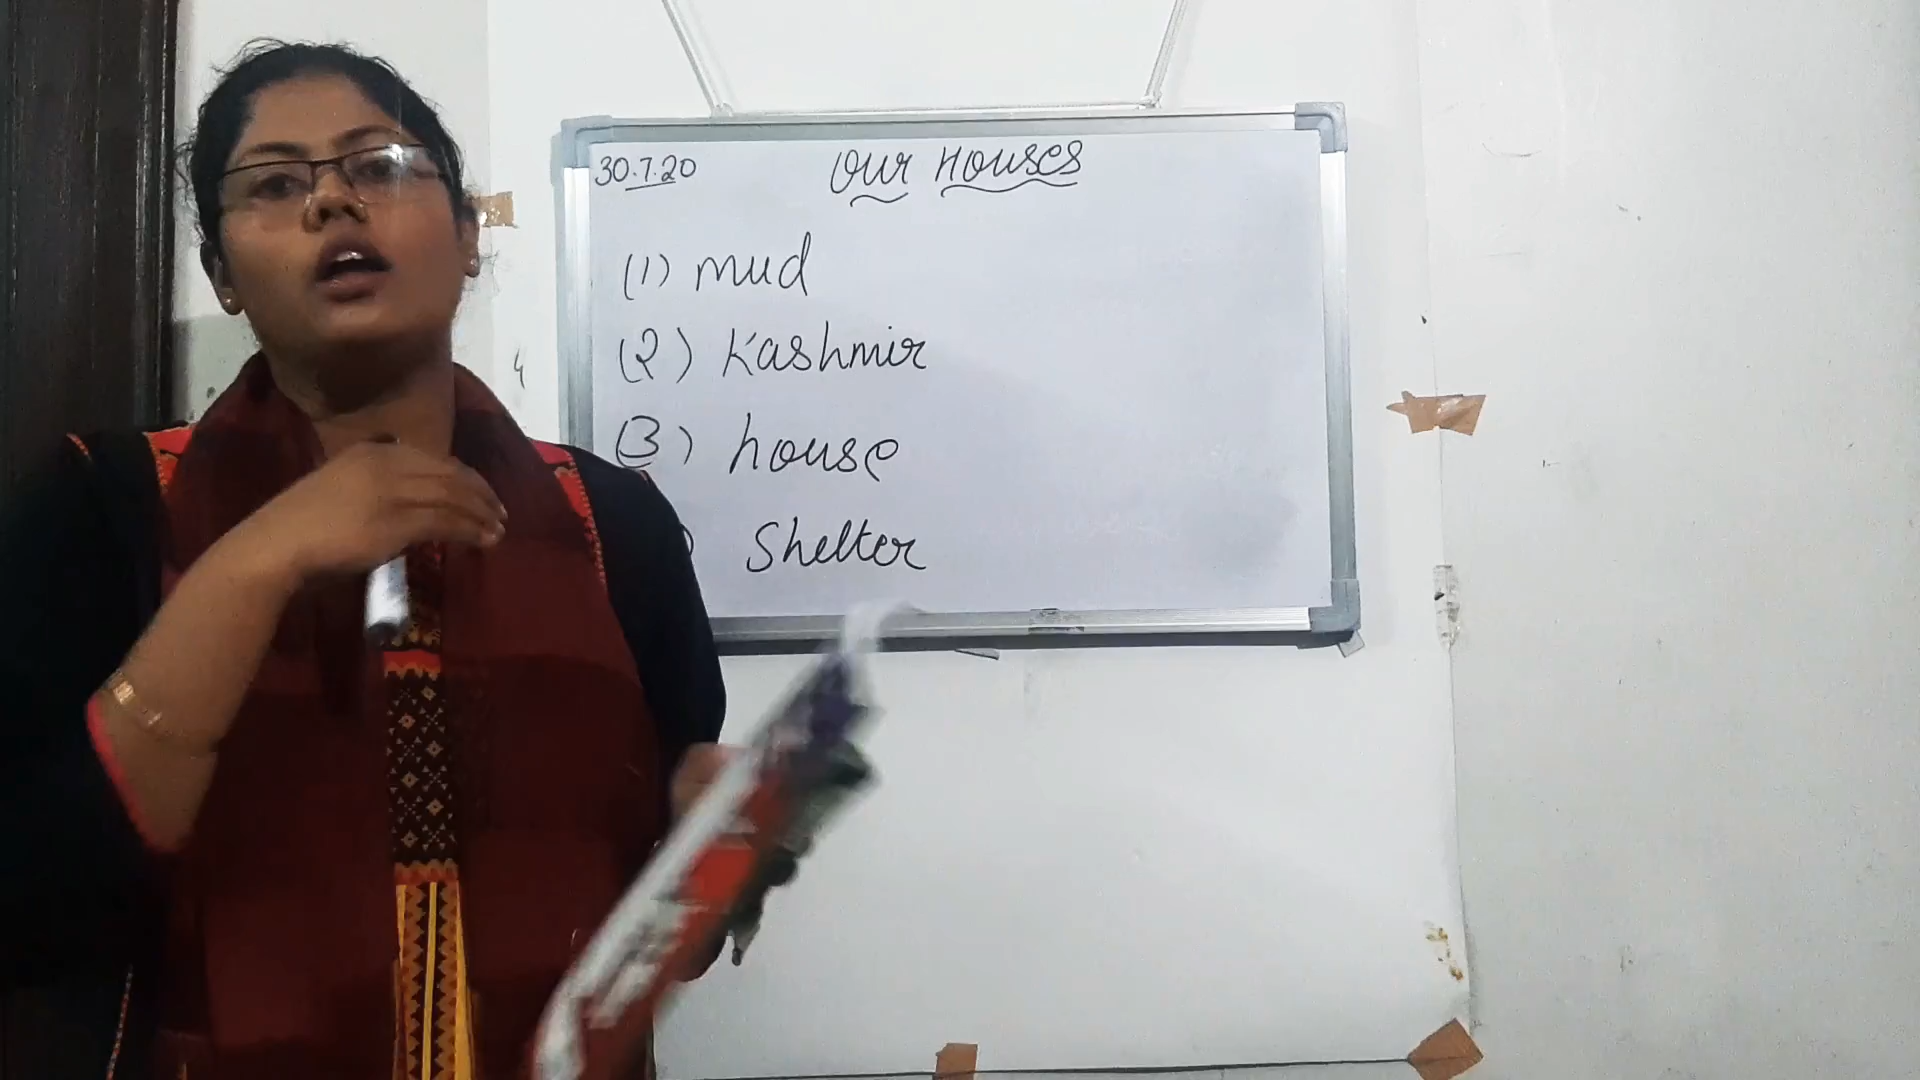 30.7.20
Our Houses
(1) mud
(2) Kashmir
(3) house
) Shelter